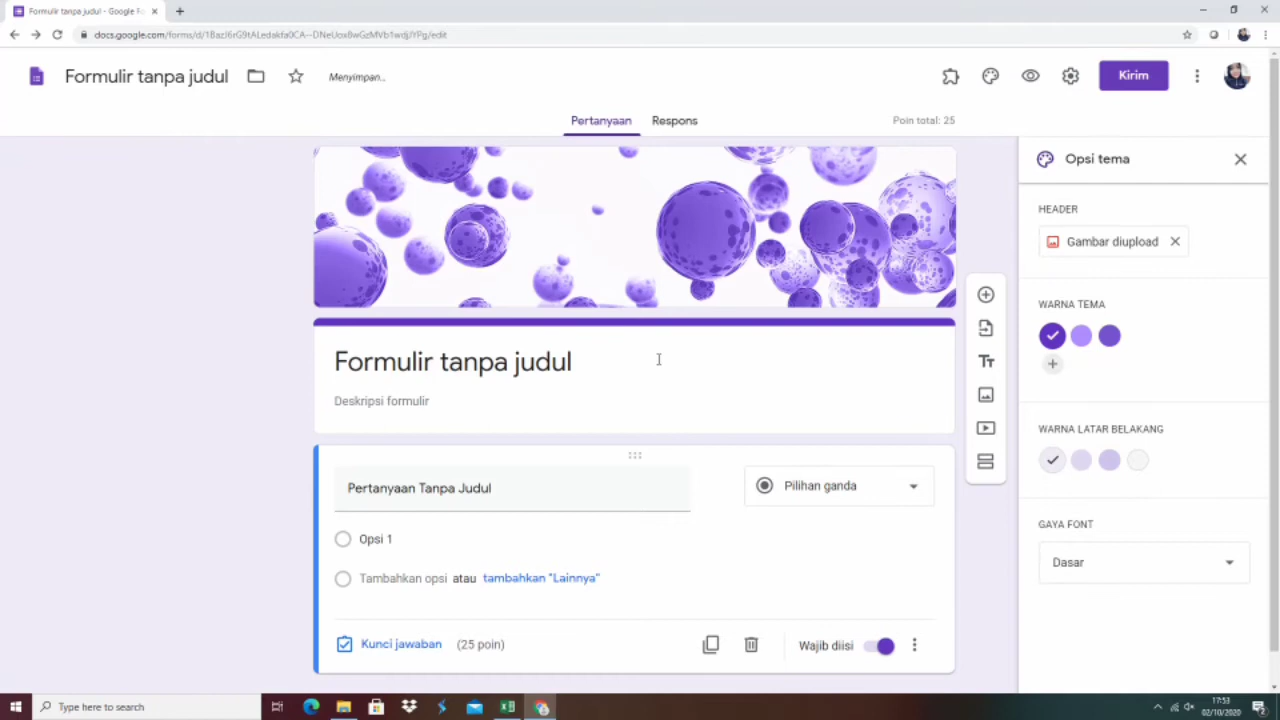 Formulir tanpa judul - Google Fo
docs.google.com/forms/d/1BazJ6rG9tALedakfa0CA--DNeUox8wGzMVb1wdjJYPg/edit
Formulir tanpa judul
Menyimpan...
Kirim
Pertanyaan
Respons
Poin total: 25
Opsi tema
HEADER
Gambar diupload
WARNA TEMA
Formulir tanpa judul
Deskripsi formulir
WARNA LATAR BELAKANG
Pertanyaan Tanpa Judul
Pilihan ganda
GAYA FONT
Opsi 1
Dasar
Tambahkan opsi atau tambahkan "Lainnya"
Kunci jawaban (25 poin)
Wajib diisi
Type here to search
17:53
02/10/2020